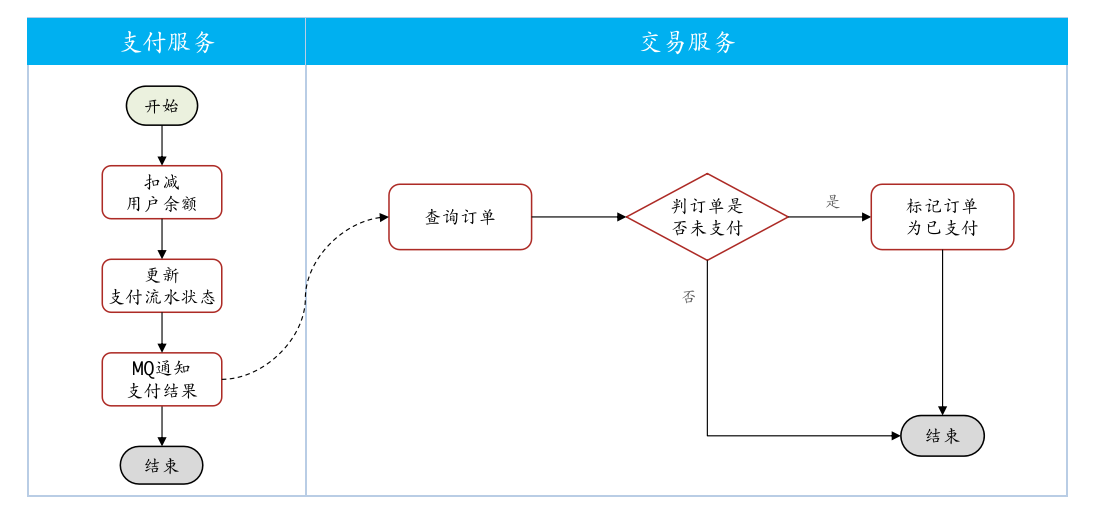 支付服务
交易服务
开始
扣减
用户余额
更新
支付流水状态
MQ通知
支付结果
结束
查询订单
判订单是
否未支付
是
否
标记订单
为已支付
结束